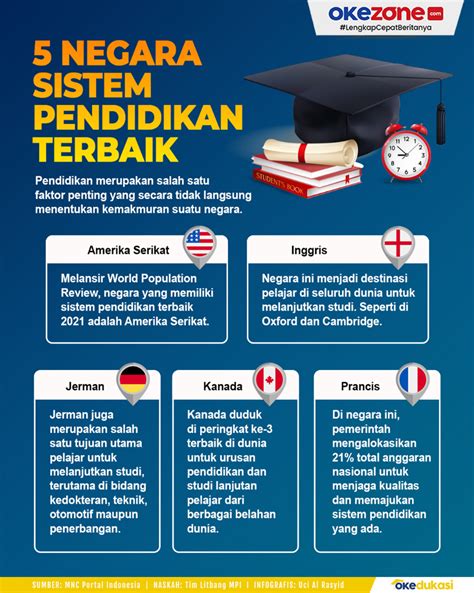 okezone.com
#LengkapCepatBeritanya
5 NEGARA
SISTEM
PENDIDIKAN
TERBAIK
STUDENT'S BOOK
Pendidikan merupakan salah satu
faktor penting yang secara tidak langsung
menentukan kemakmuran suatu negara.
Amerika Serikat
Melansir World Population
Review, negara yang memiliki
sistem pendidikan terbaik
2021 adalah Amerika Serikat.
Inggris
Negara ini menjadi destinasi
pelajar di seluruh dunia untuk
melanjutkan studi. Seperti di
Oxford dan Cambridge.
Jerman
Jerman juga
merupakan salah
satu tujuan utama
pelajar untuk
melanjutkan studi,
terutama di bidang
kedokteran, teknik,
otomotif maupun
penerbangan.
Kanada
Kanada duduk
di peringkat ke-3
terbaik di dunia
untuk urusan
pendidikan dan
studi lanjutan
pelajar dari
berbagai belahan
dunia.
Prancis
Di negara ini,
pemerintah
mengalokasikan
21% total anggaran
nasional untuk
menjaga kualitas
dan memajukan
sistem pendidikan
yang ada.
SUMBER: MNC Portal Indonesia | NASKAH: Tim Litbang MPI | INFOGRAFIS: Oci Al Rasyid
okedukasi